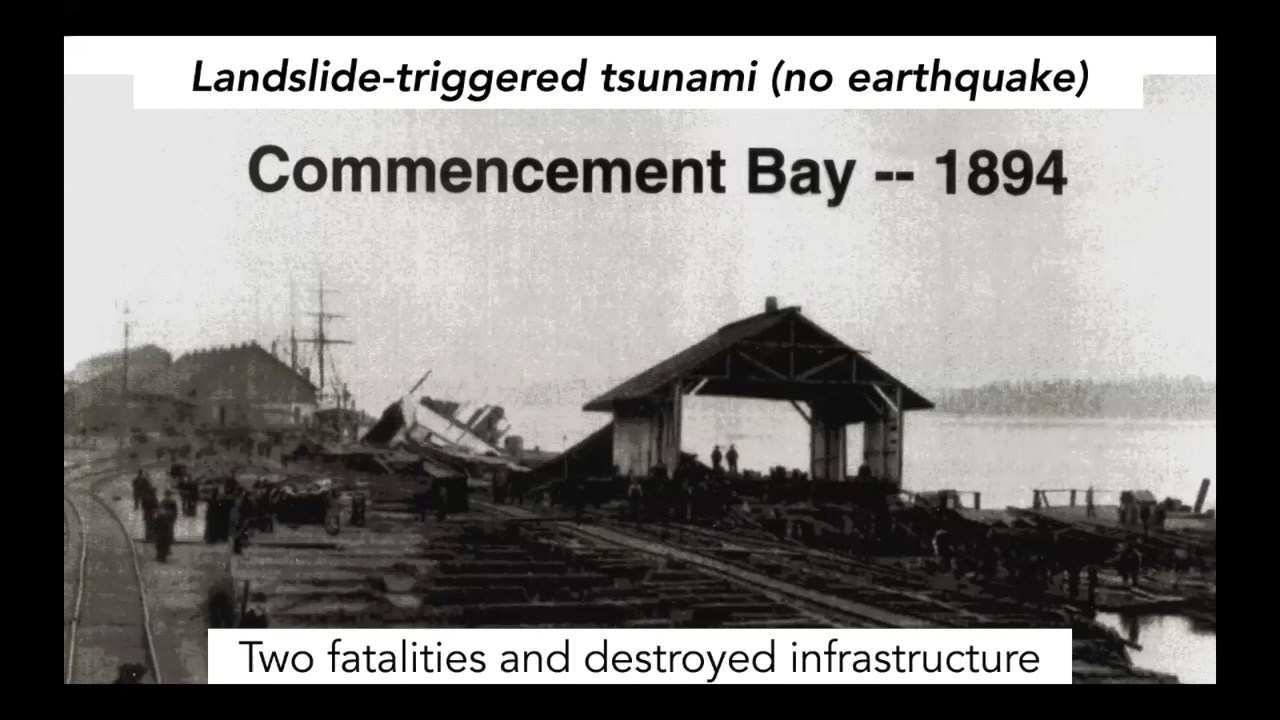 Landslide-triggered tsunami (no earthquake)
Commencement Bay -- 1894
Two fatalities and destroyed infrastructure